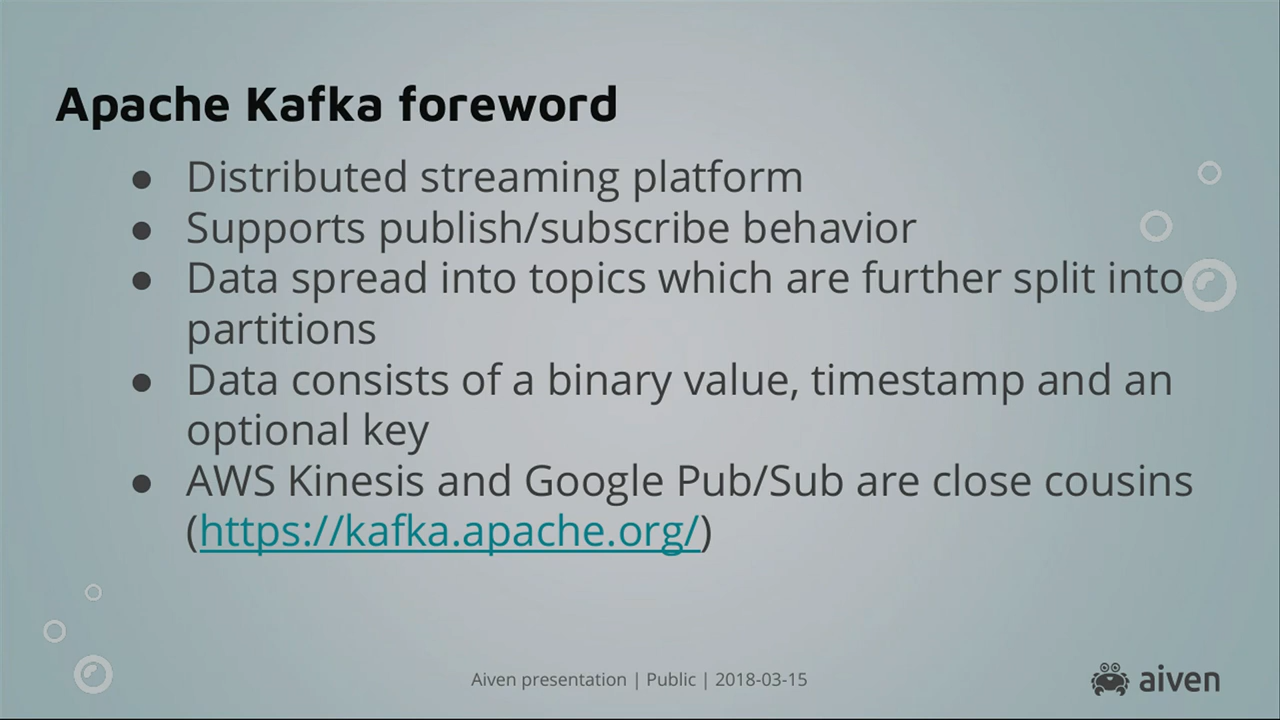 Apache Kafka foreword
● Distributed streaming platform
● Supports publish/subscribe behavior
● Data spread into topics which are further split into
partitions
● Data consists of a binary value, timestamp and an
optional key
● AWS Kinesis and Google Pub/Sub are close cousins
(https://kafka.apache.org/)
Aiven presentation | Public | 2018-03-15
aiven